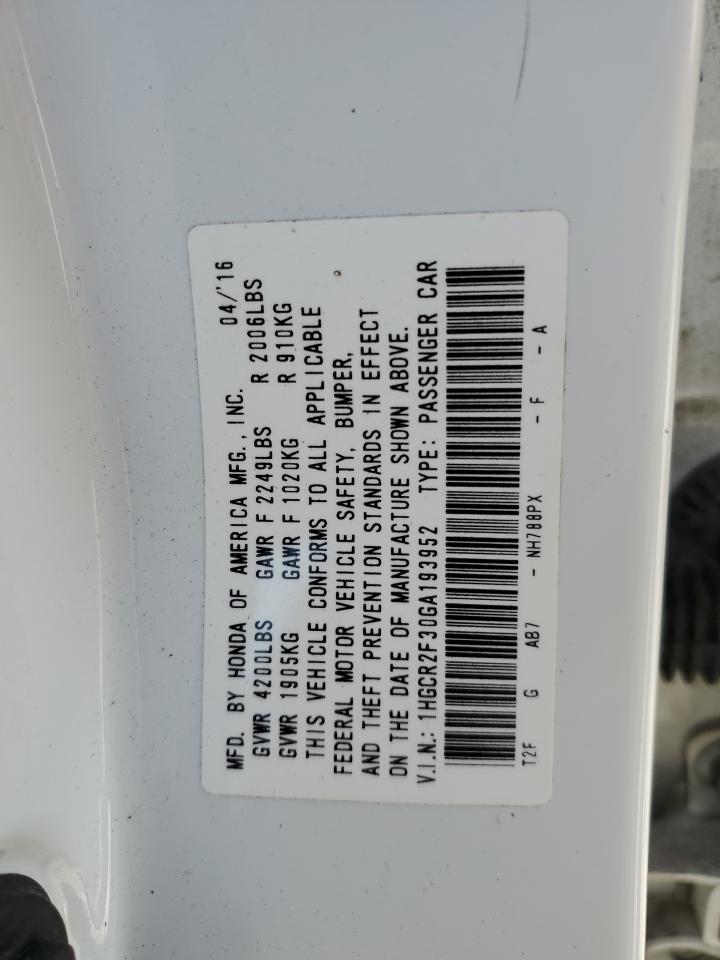 MFD. BY HONDA OF AMERICA MFG., INC. 04/'16
GVWR 4200LBS GAWR F 2249LBS R 2006LBS
GVWR 1905KG GAWR F 1020KG R 910KG
THIS VEHICLE CONFORMS TO ALL APPLICABLE
FEDERAL MOTOR VEHICLE SAFETY, BUMPER,
AND THEFT PREVENTION STANDARDS IN EFFECT
ON THE DATE OF MANUFACTURE SHOWN ABOVE.
V.I.N.: 1HGCR2F30GA193952 TYPE: PASSENGER CAR
T2F G AB7 - NH788PX - F - A